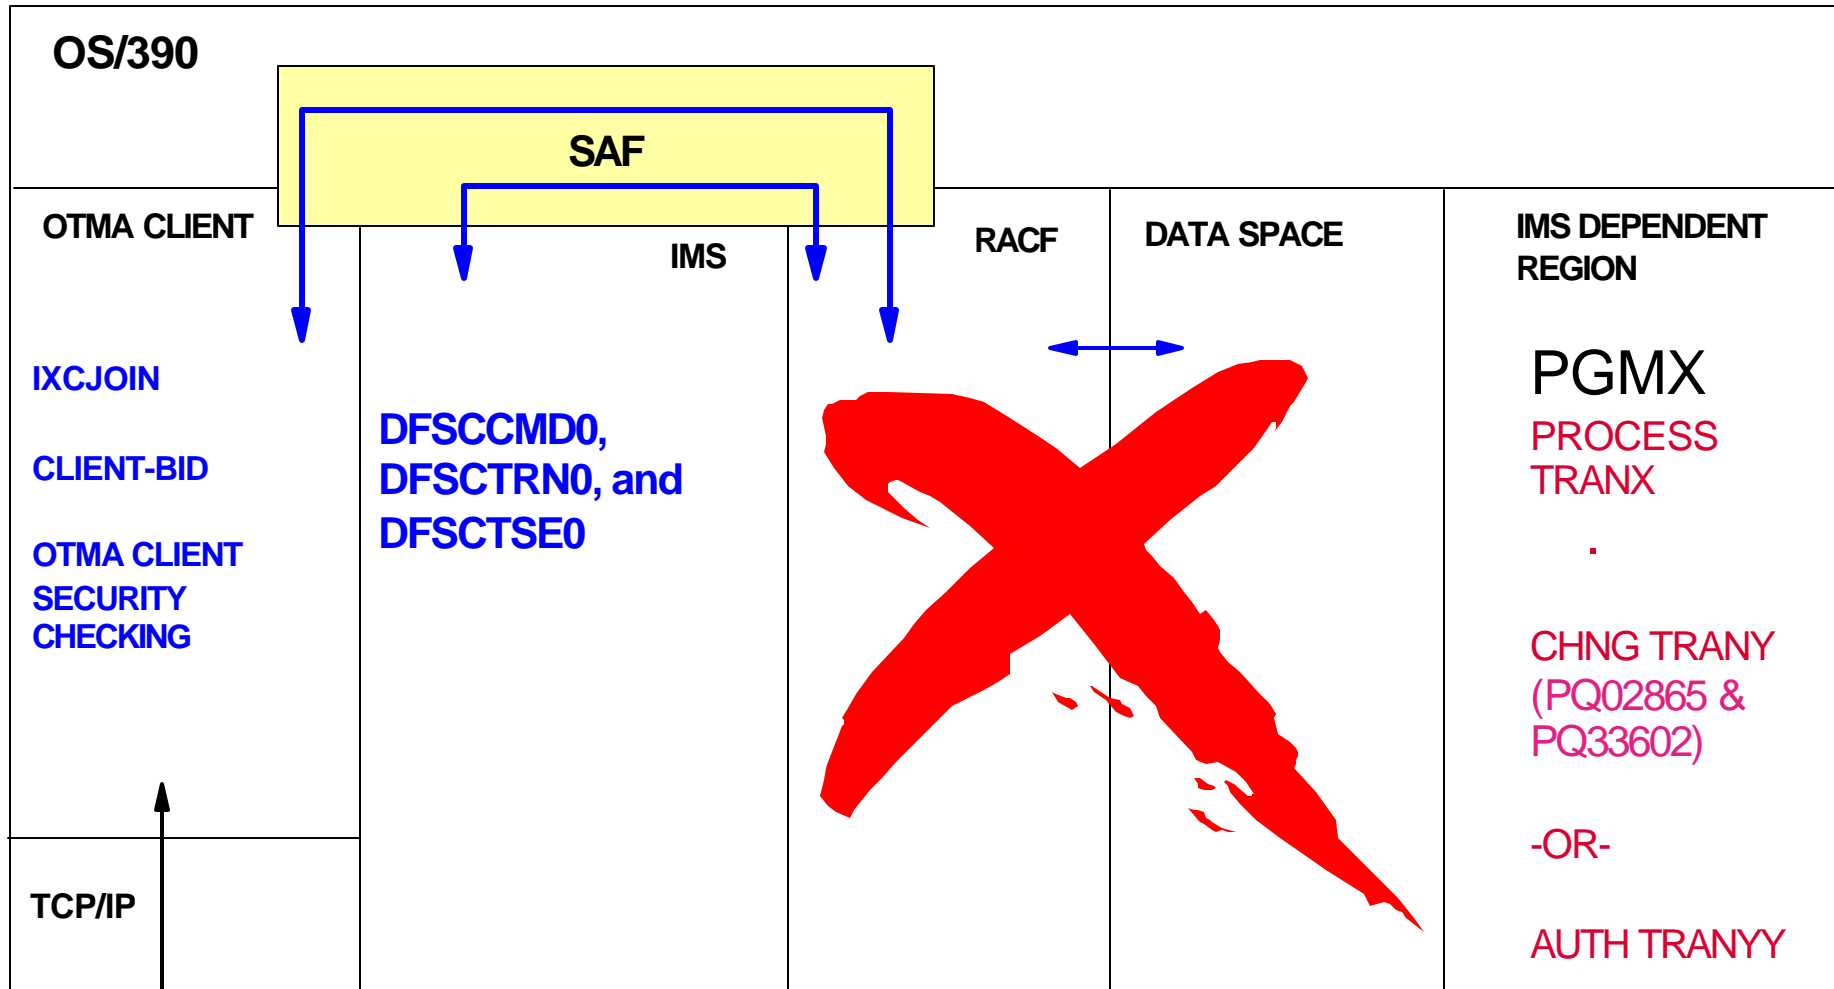 OS/390
SAF
OTMA CLIENT
IMS
RACF
DATA SPACE
IMS DEPENDENT
REGION
IXCJOIN
CLIENT-BID
OTMA CLIENT
SECURITY
CHECKING
DFSCCMD0,
DFSCTRN0, and
DFSCTSE0
PGMX
PROCESS
TRANX
.
CHNG TRANY
(PQ02865 &
PQ33602)
-OR-
AUTH TRANYY
TCP/IP